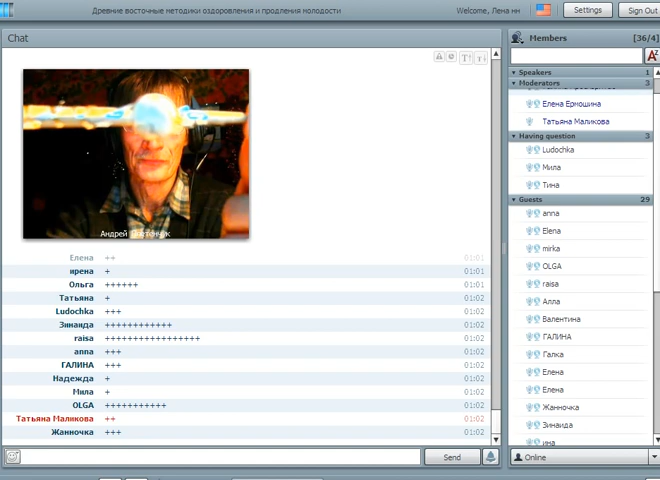 Древние восточные методики оздоровления и продления молодости
Welcome, Лена нн
Settings
Sign Out
Chat
Андрей
Елена ++ 01:01
ирена + 01:01
Ольга ++++++ 01:01
Татьяна + 01:02
Ludochka +++ 01:02
Зинаида ++++++++++++ 01:02
raisa +++++++++++++++++ 01:02
anna +++ 01:02
ГАЛИНА +++ 01:02
Надежда + 01:02
Мила + 01:02
OLGA +++++++++++ 01:02
Татьяна Маликова ++ 01:02
Жанночка +++ 01:02
Send
Members [36/4]
Speakers 1
Moderators 3
Елена Ермошина
Татьяна Маликова
Having question 3
Ludochka
Мила
Тина
Guests 29
anna
Elena
mirka
OLGA
raisa
Алла
Валентина
ГАЛИНА
Галка
Елена
Елена
Жанночка
Зинаида
ина
Online